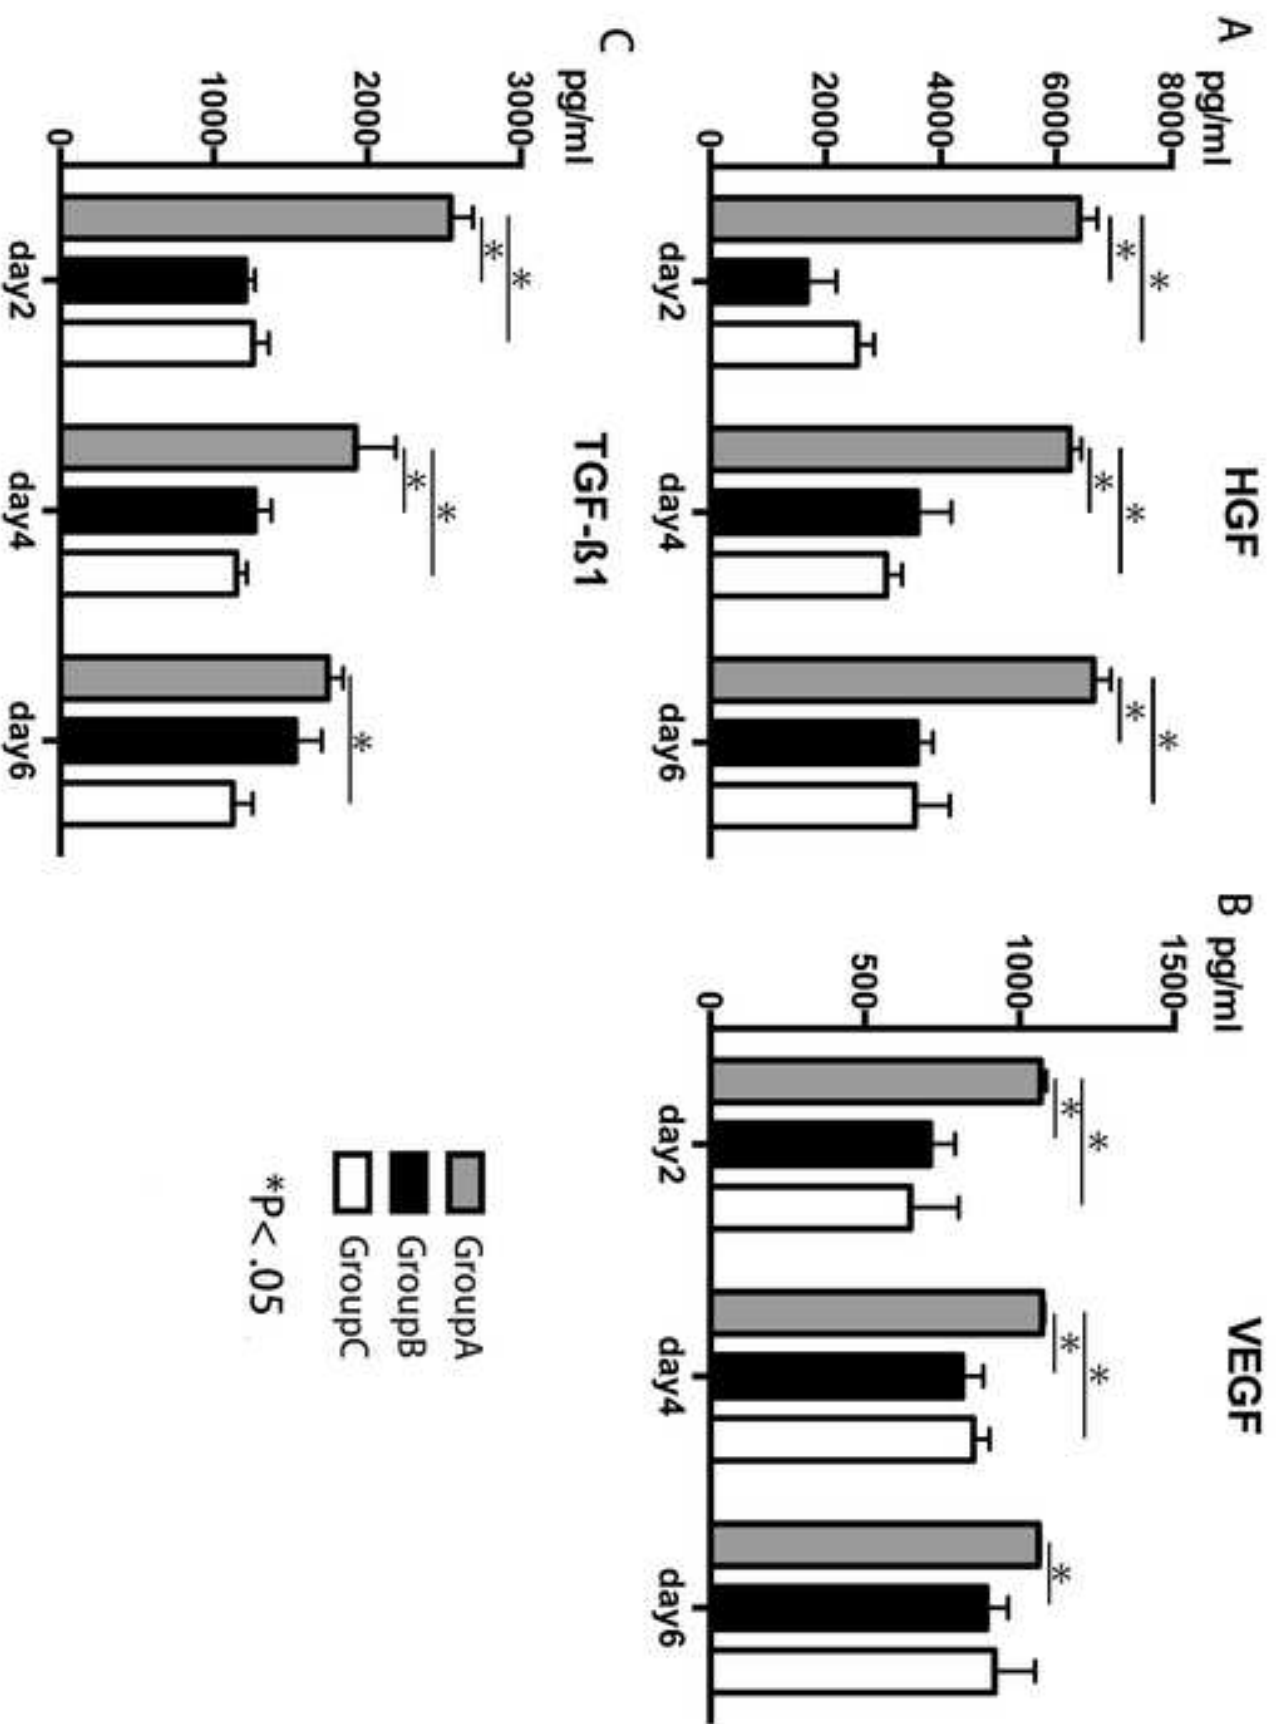 A
pg/ml
HGF
8000
6000
4000
2000
0
day2
day4
day6
*
*
*
*
*
*
B
pg/ml
VEGF
1500
1000
500
0
day2
day4
day6
*
*
*
*
*
C
pg/ml
TGF-ß1
3000
2000
1000
0
day2
day4
day6
*
*
*
*
*
GroupA
GroupB
GroupC
*P< .05